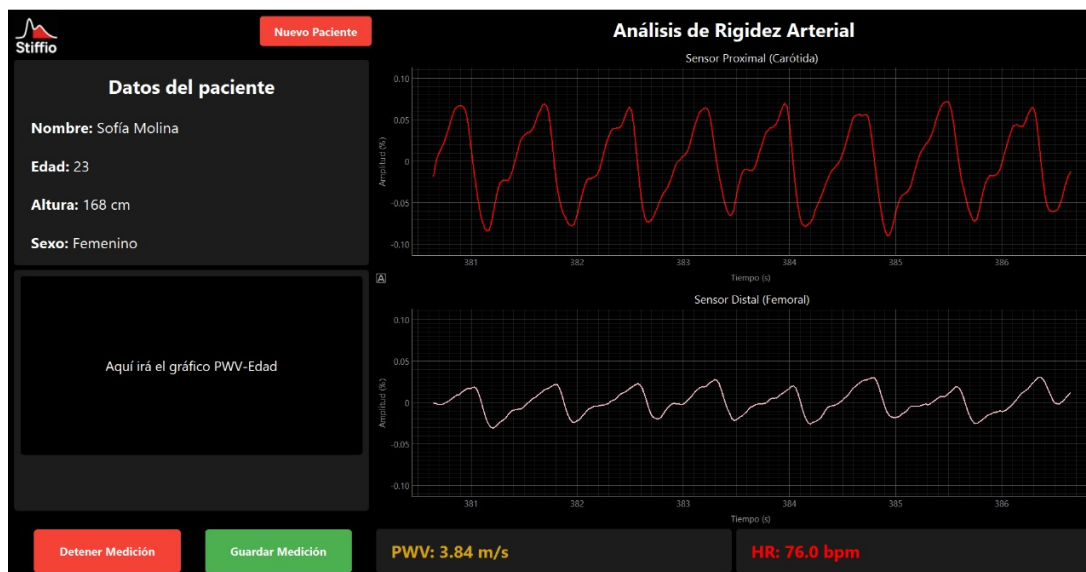 Stiffio
Nuevo Paciente
Datos del paciente
Nombre: Sofía Molina
Edad: 23
Altura: 168 cm
Sexo: Femenino
Aquí irá el gráfico PWV-Edad
Detener Medición
Guardar Medición
Análisis de Rigidez Arterial
Sensor Proximal (Carótida)
Amplitud (%)
0.10
0.05
0
-0.05
-0.10
381
382
383
384
385
386
Tiempo (s)
A
Sensor Distal (Femoral)
Amplitud (%)
0.10
0.05
0
-0.05
-0.10
381
382
383
384
385
386
Tiempo (s)
PWV: 3.84 m/s
HR: 76.0 bpm